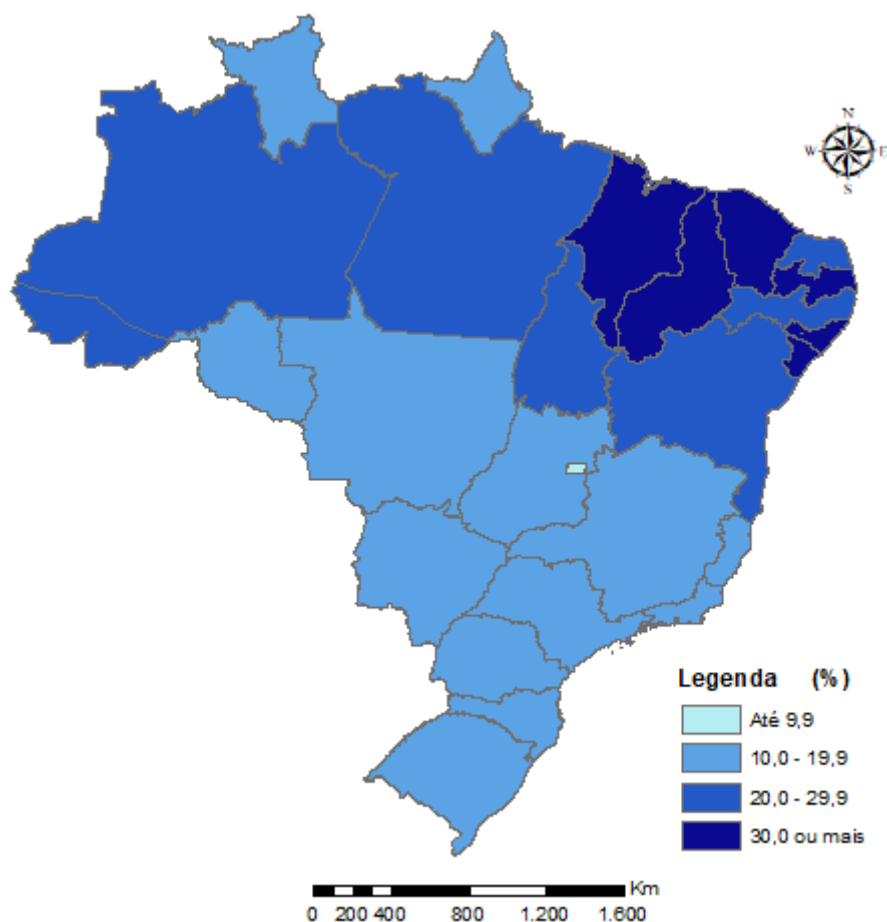 N
W E
S
Legenda (%)
Até 9,9
10,0 - 19,9
20,0 - 29,9
30,0 ou mais
Km
0 200 400 800 1.200 1.600